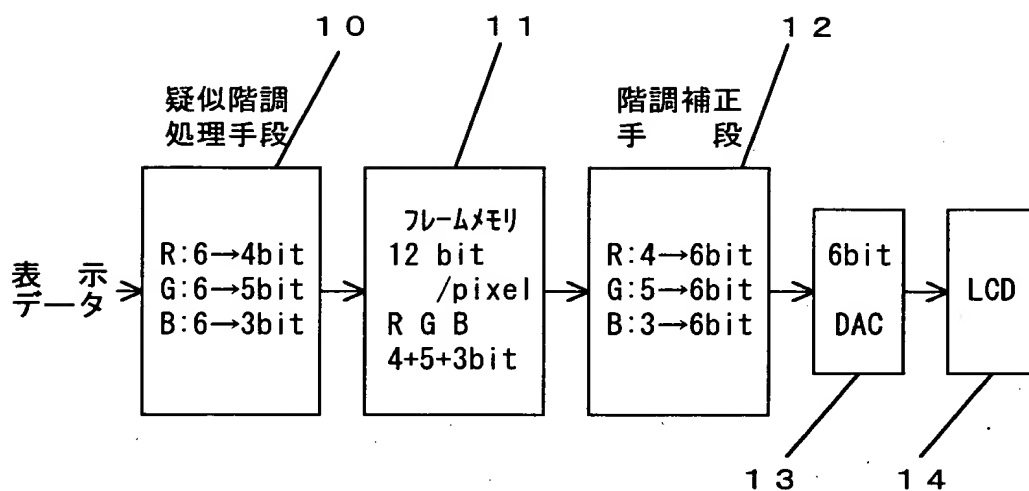 10
11
12
疑似階調
処理手段
階調補正
手 段
表 示
データ
R:6→4bit
G:6→5bit
B:6→3bit
フレームメモリ
12 bit
/pixel
R G B
4+5+3bit
R:4→6bit
G:5→6bit
B:3→6bit
6bit
DAC
LCD
13
14